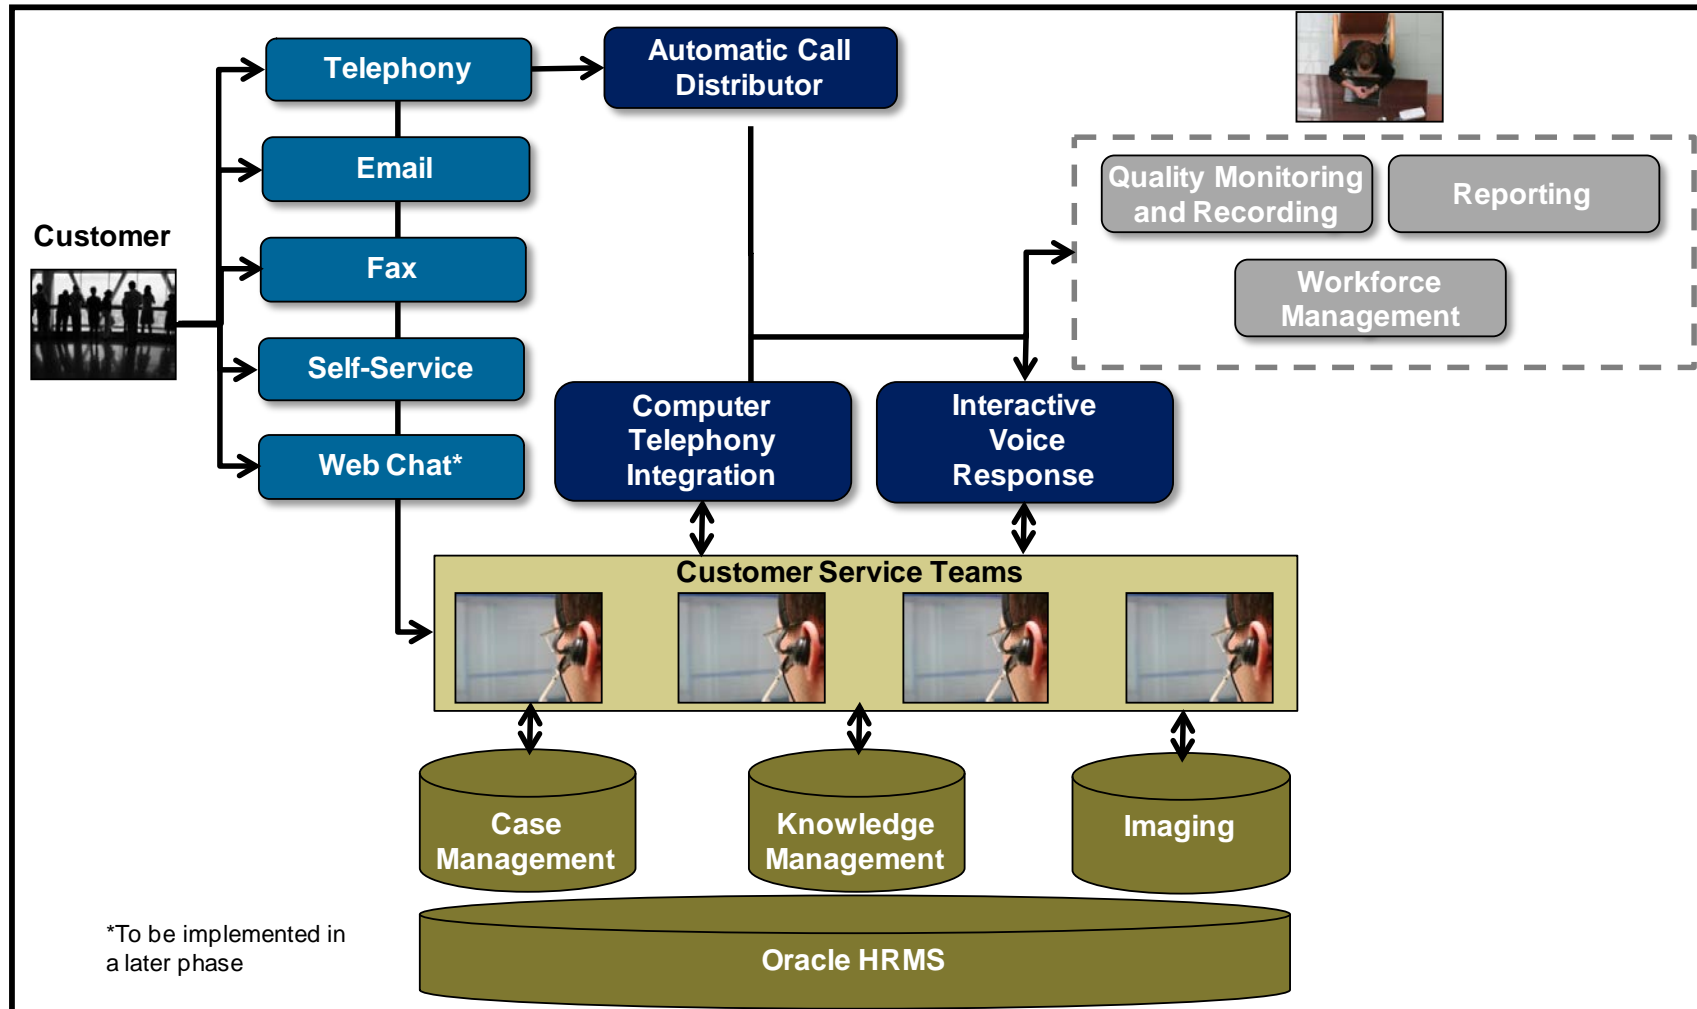 Telephony
Automatic Call
Distributor
Email
Quality Monitoring
and Recording
Reporting
Customer
Fax
Workforce
Management
Self-Service
Computer
Telephony
Integration
Interactive
Voice
Response
Web Chat*
Customer Service Teams
Case
Management
Knowledge
Management
Imaging
*To be implemented in
a later phase
Oracle HRMS